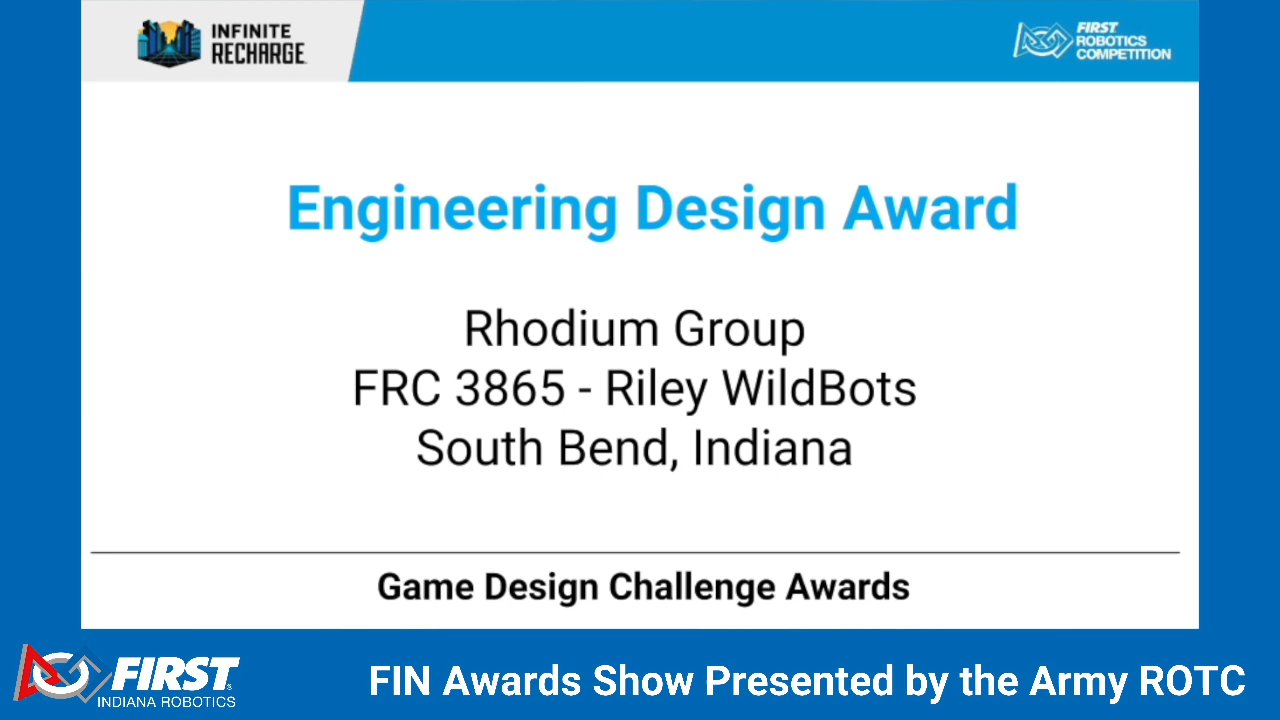 INFINITE
RECHARGE
FIRST
ROBOTICS
COMPETITION
Engineering Design Award
Rhodium Group
FRC 3865 - Riley WildBots
South Bend, Indiana
Game Design Challenge Awards
FIRST
INDIANA ROBOTICS
FIN Awards Show Presented by the Army ROTC